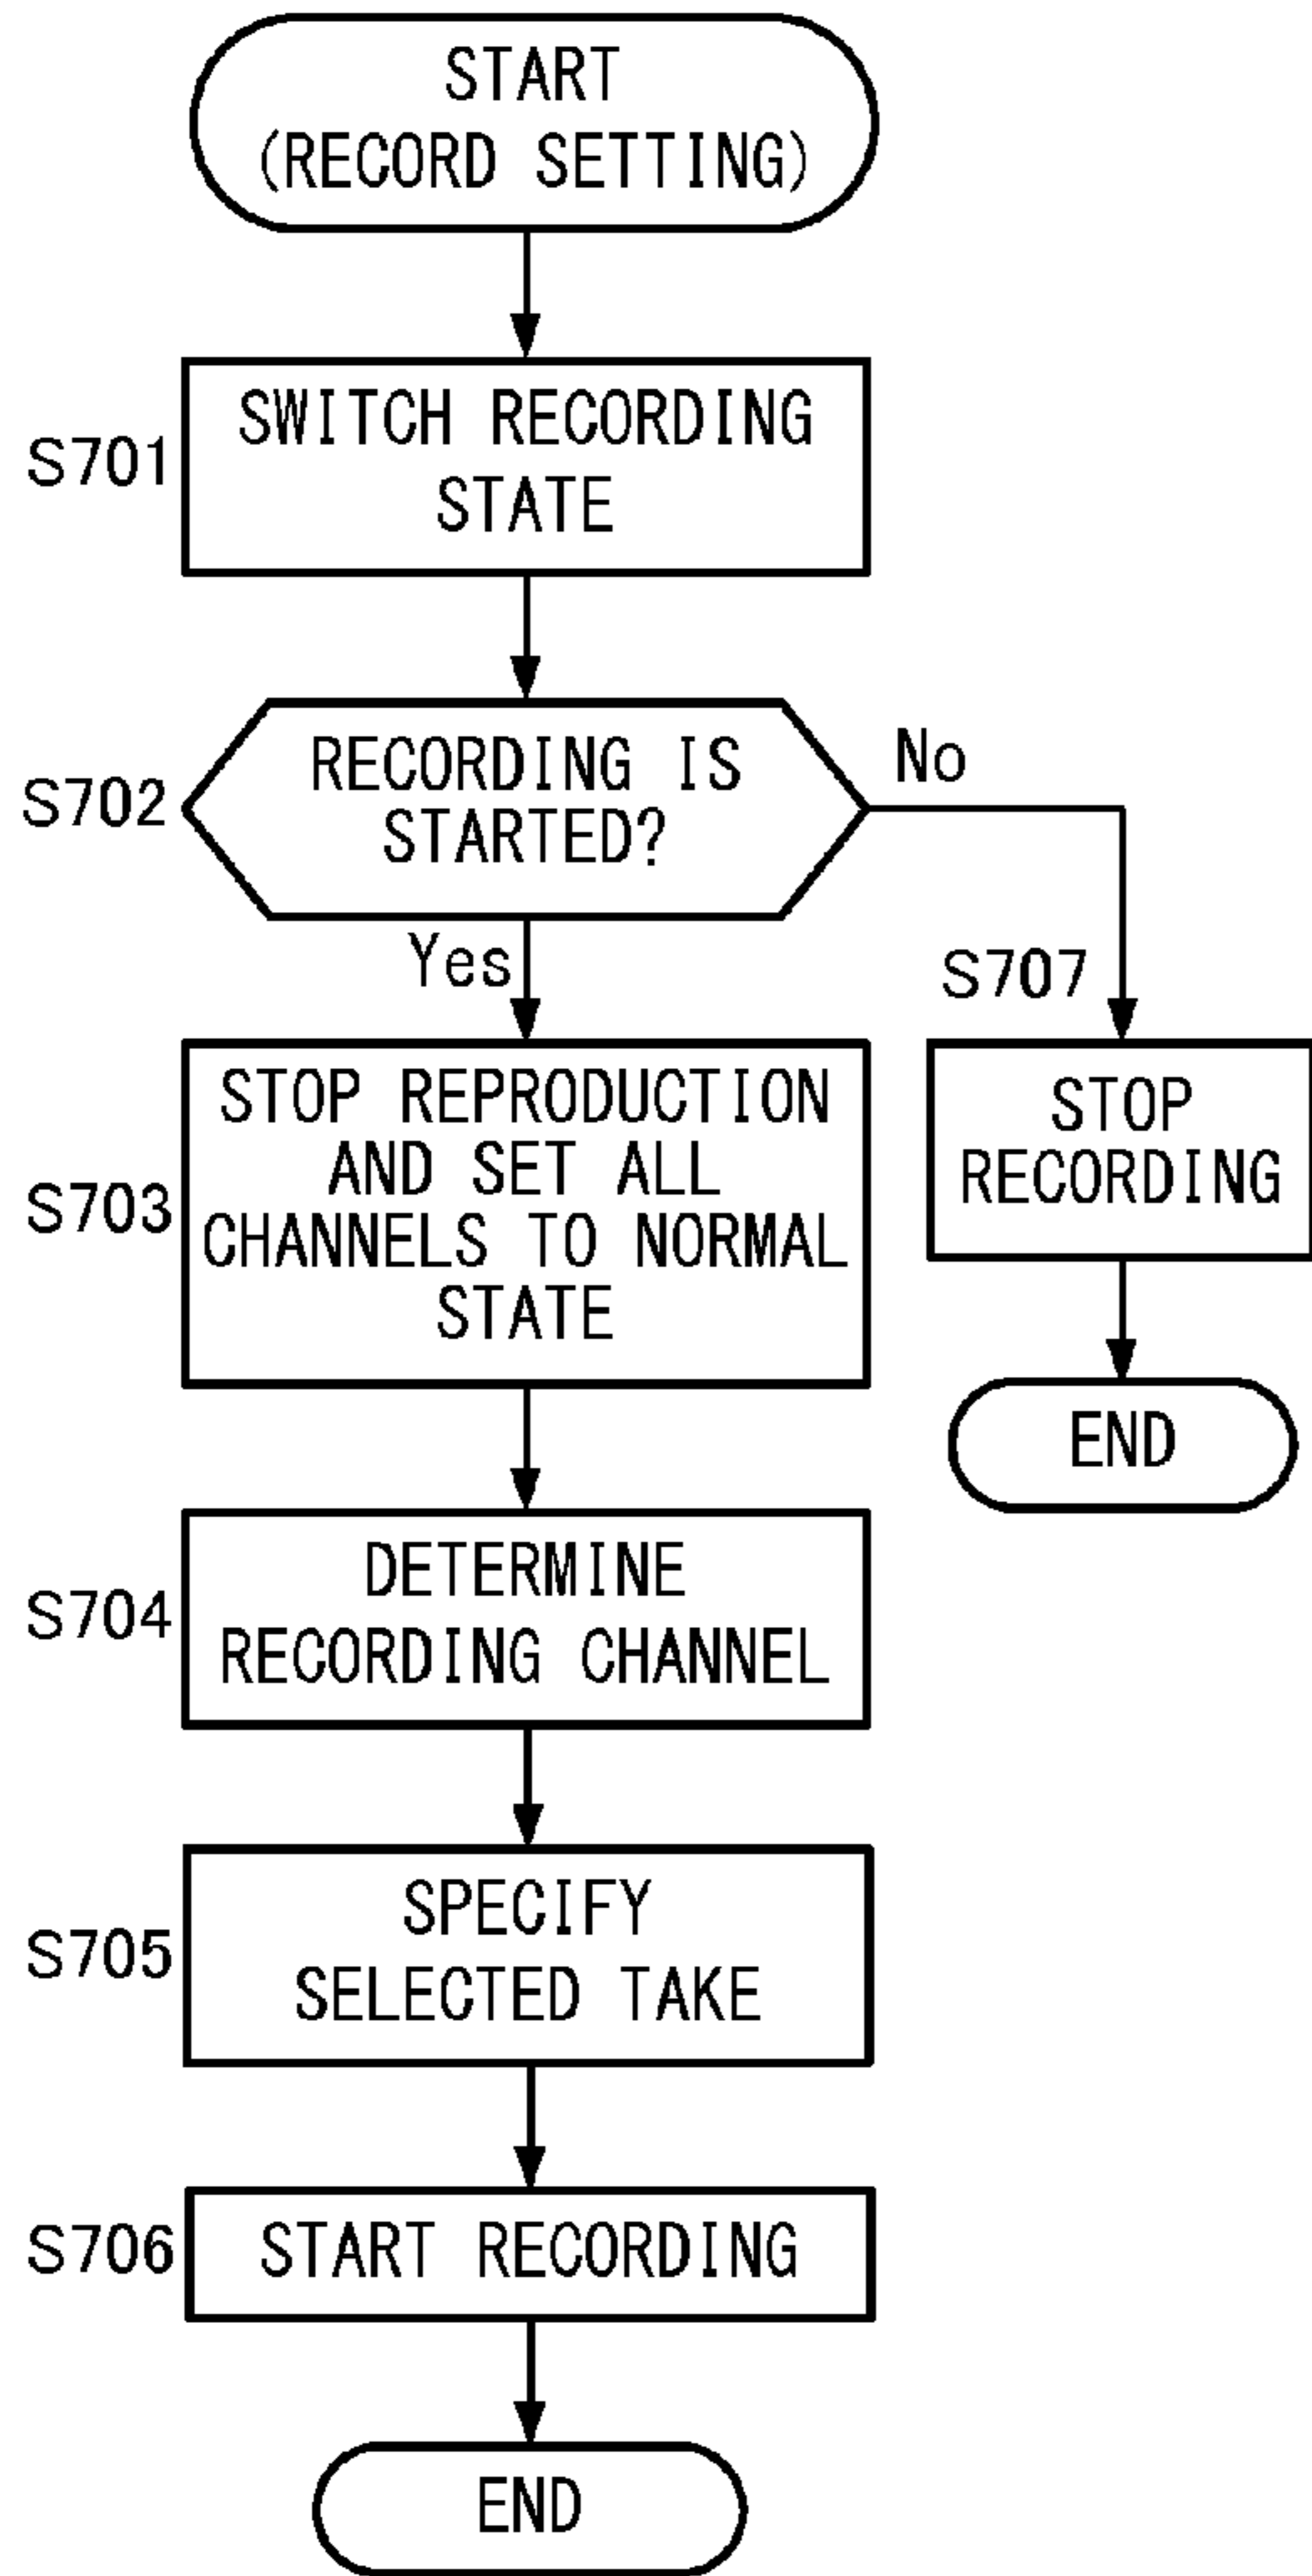 START
(RECORD SETTING)
S701
SWITCH RECORDING
STATE
S702
RECORDING IS
STARTED?
No
Yes
S703
STOP REPRODUCTION
AND SET ALL
CHANNELS TO NORMAL
STATE
S707
STOP
RECORDING
END
S704
DETERMINE
RECORDING CHANNEL
S705
SPECIFY
SELECTED TAKE
S706
START RECORDING
END